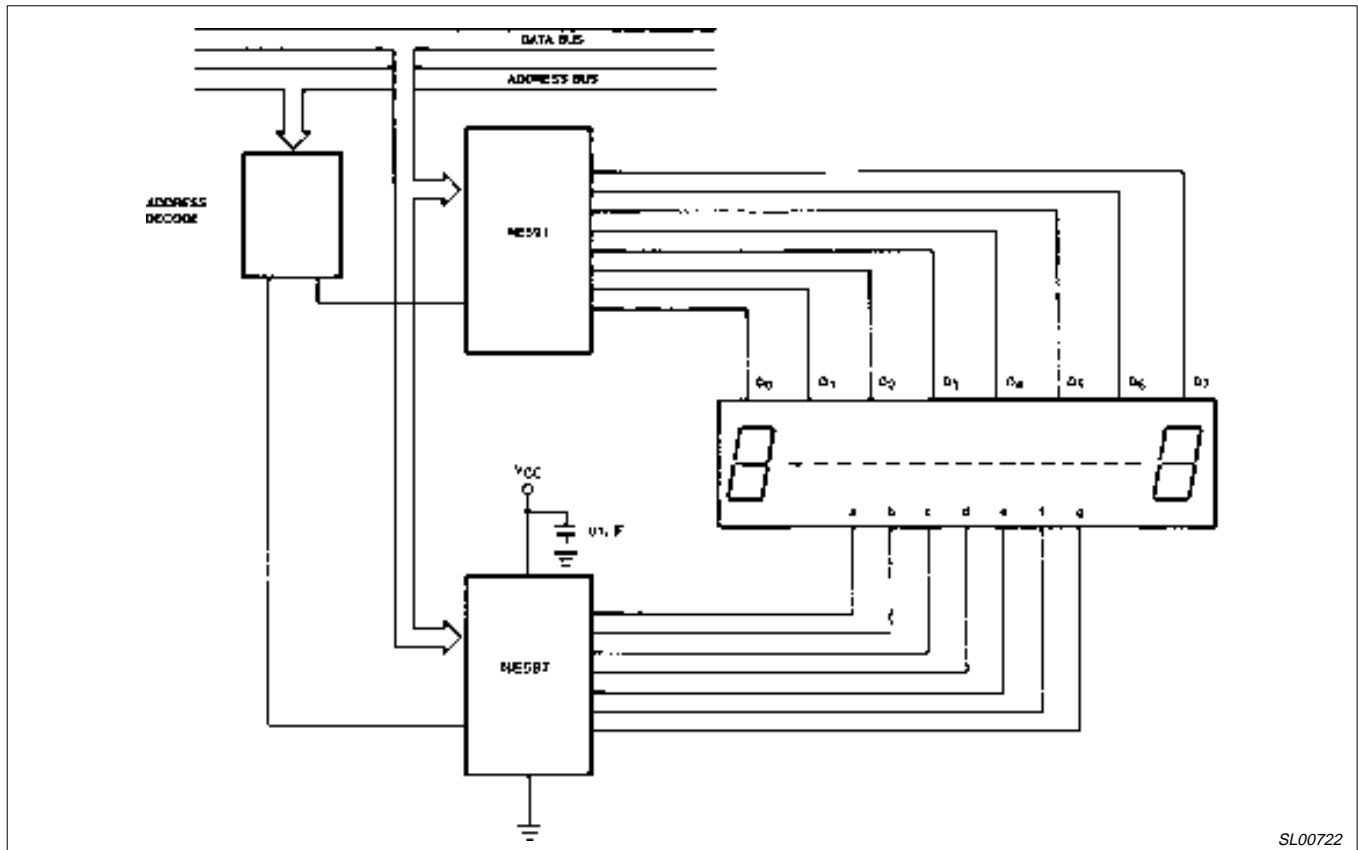 DATA BUS
ADDRESS BUS
ADDRESS
DECODE
NE591
D0 D1 D2 D3 D4 D5 D6 D7
VCC
a b c d e f g
NE587
SL00722